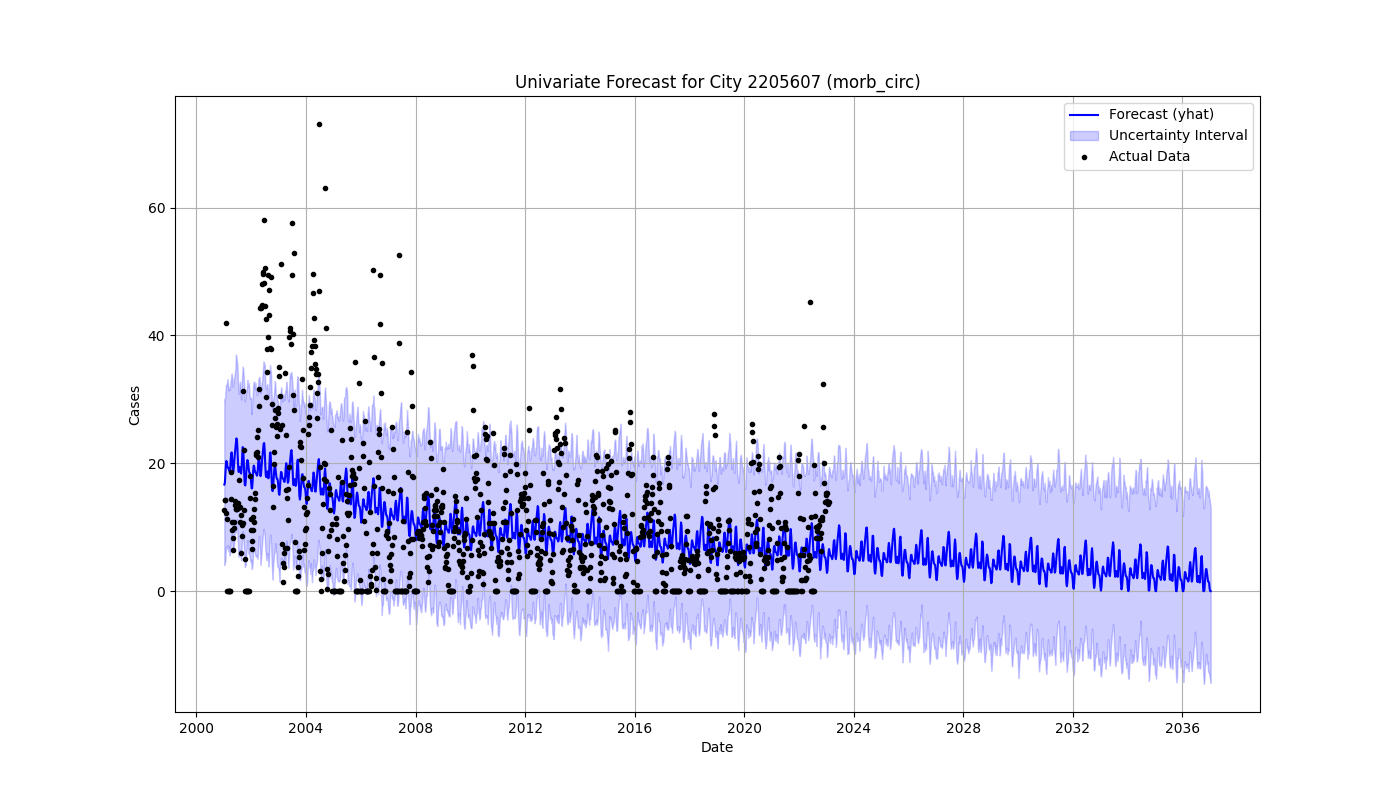 Univariate Forecast for City 2205607 (morb_circ)
Forecast (yhat)
Uncertainty Interval
Actual Data
Cases
60
40
20
0
2000 2004 2008 2012 2016 2020 2024 2028 2032 2036
Date